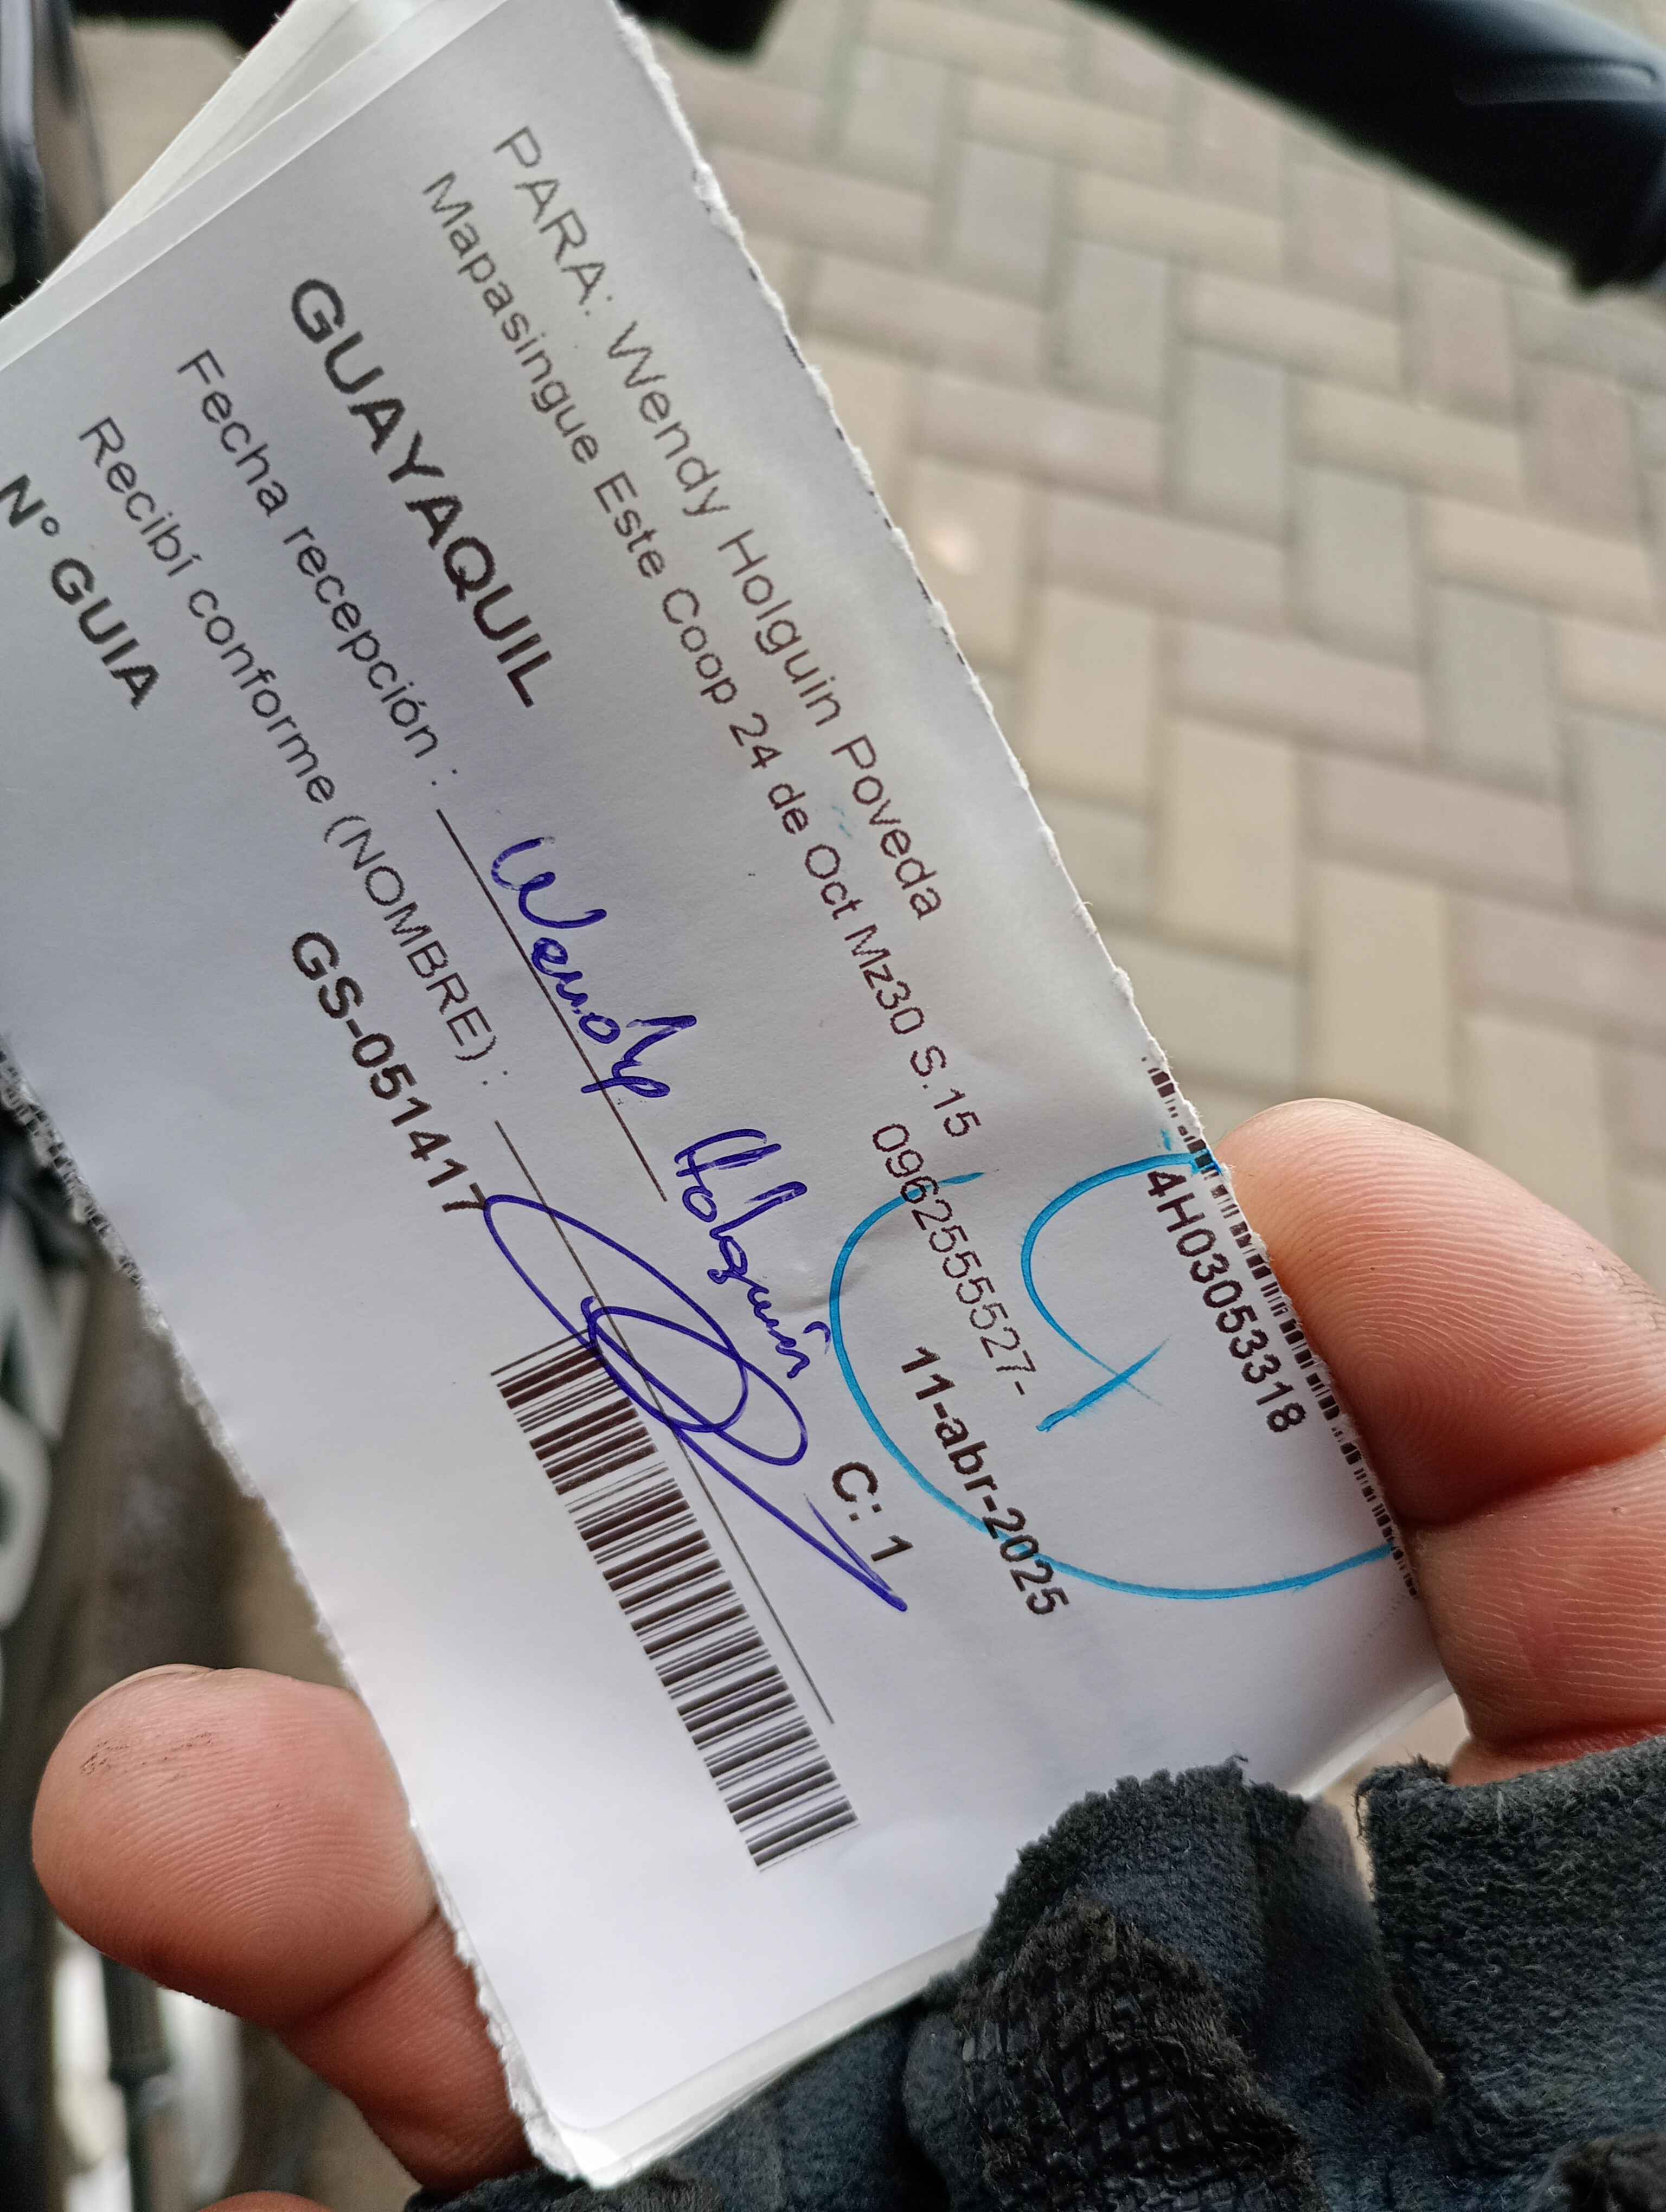 4H03053318
PARA: Wendy Holguin Poveda
Mapasingue Este Coop 24 de Oct Mz30 S.15
0962555527-
GUAYAQUIL
11-abr-2025
Fecha recepción :
Wendy Holguin
C: 1
Recibí conforme (NOMBRE) :
N° GUIA
GS-051417